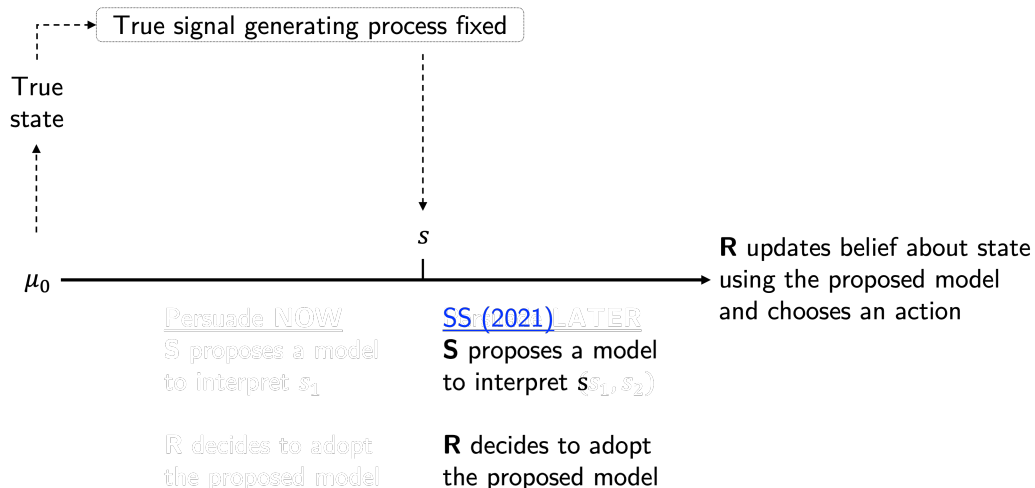 True signal generating process fixed
True
state
s
μ₀
R updates belief about state
using the proposed model
and chooses an action
Persuade NOW
S proposes a model
to interpret s₁
R decides to adopt
the proposed model
SS (2021) LATER
S proposes a model
to interpret s (s₁, s₂)
R decides to adopt
the proposed model